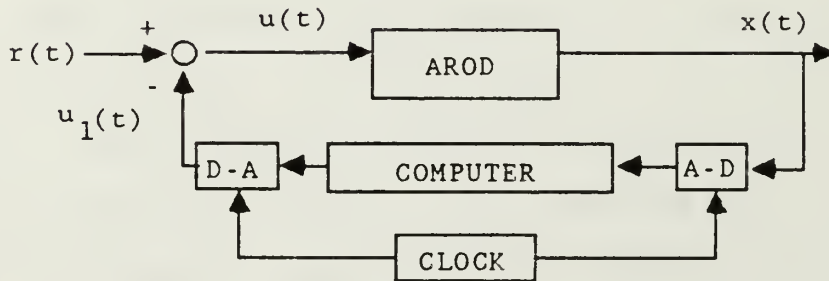 u(t)
x(t)
+
r(t)
AROD
-
u1(t)
D-A
COMPUTER
A-D
CLOCK